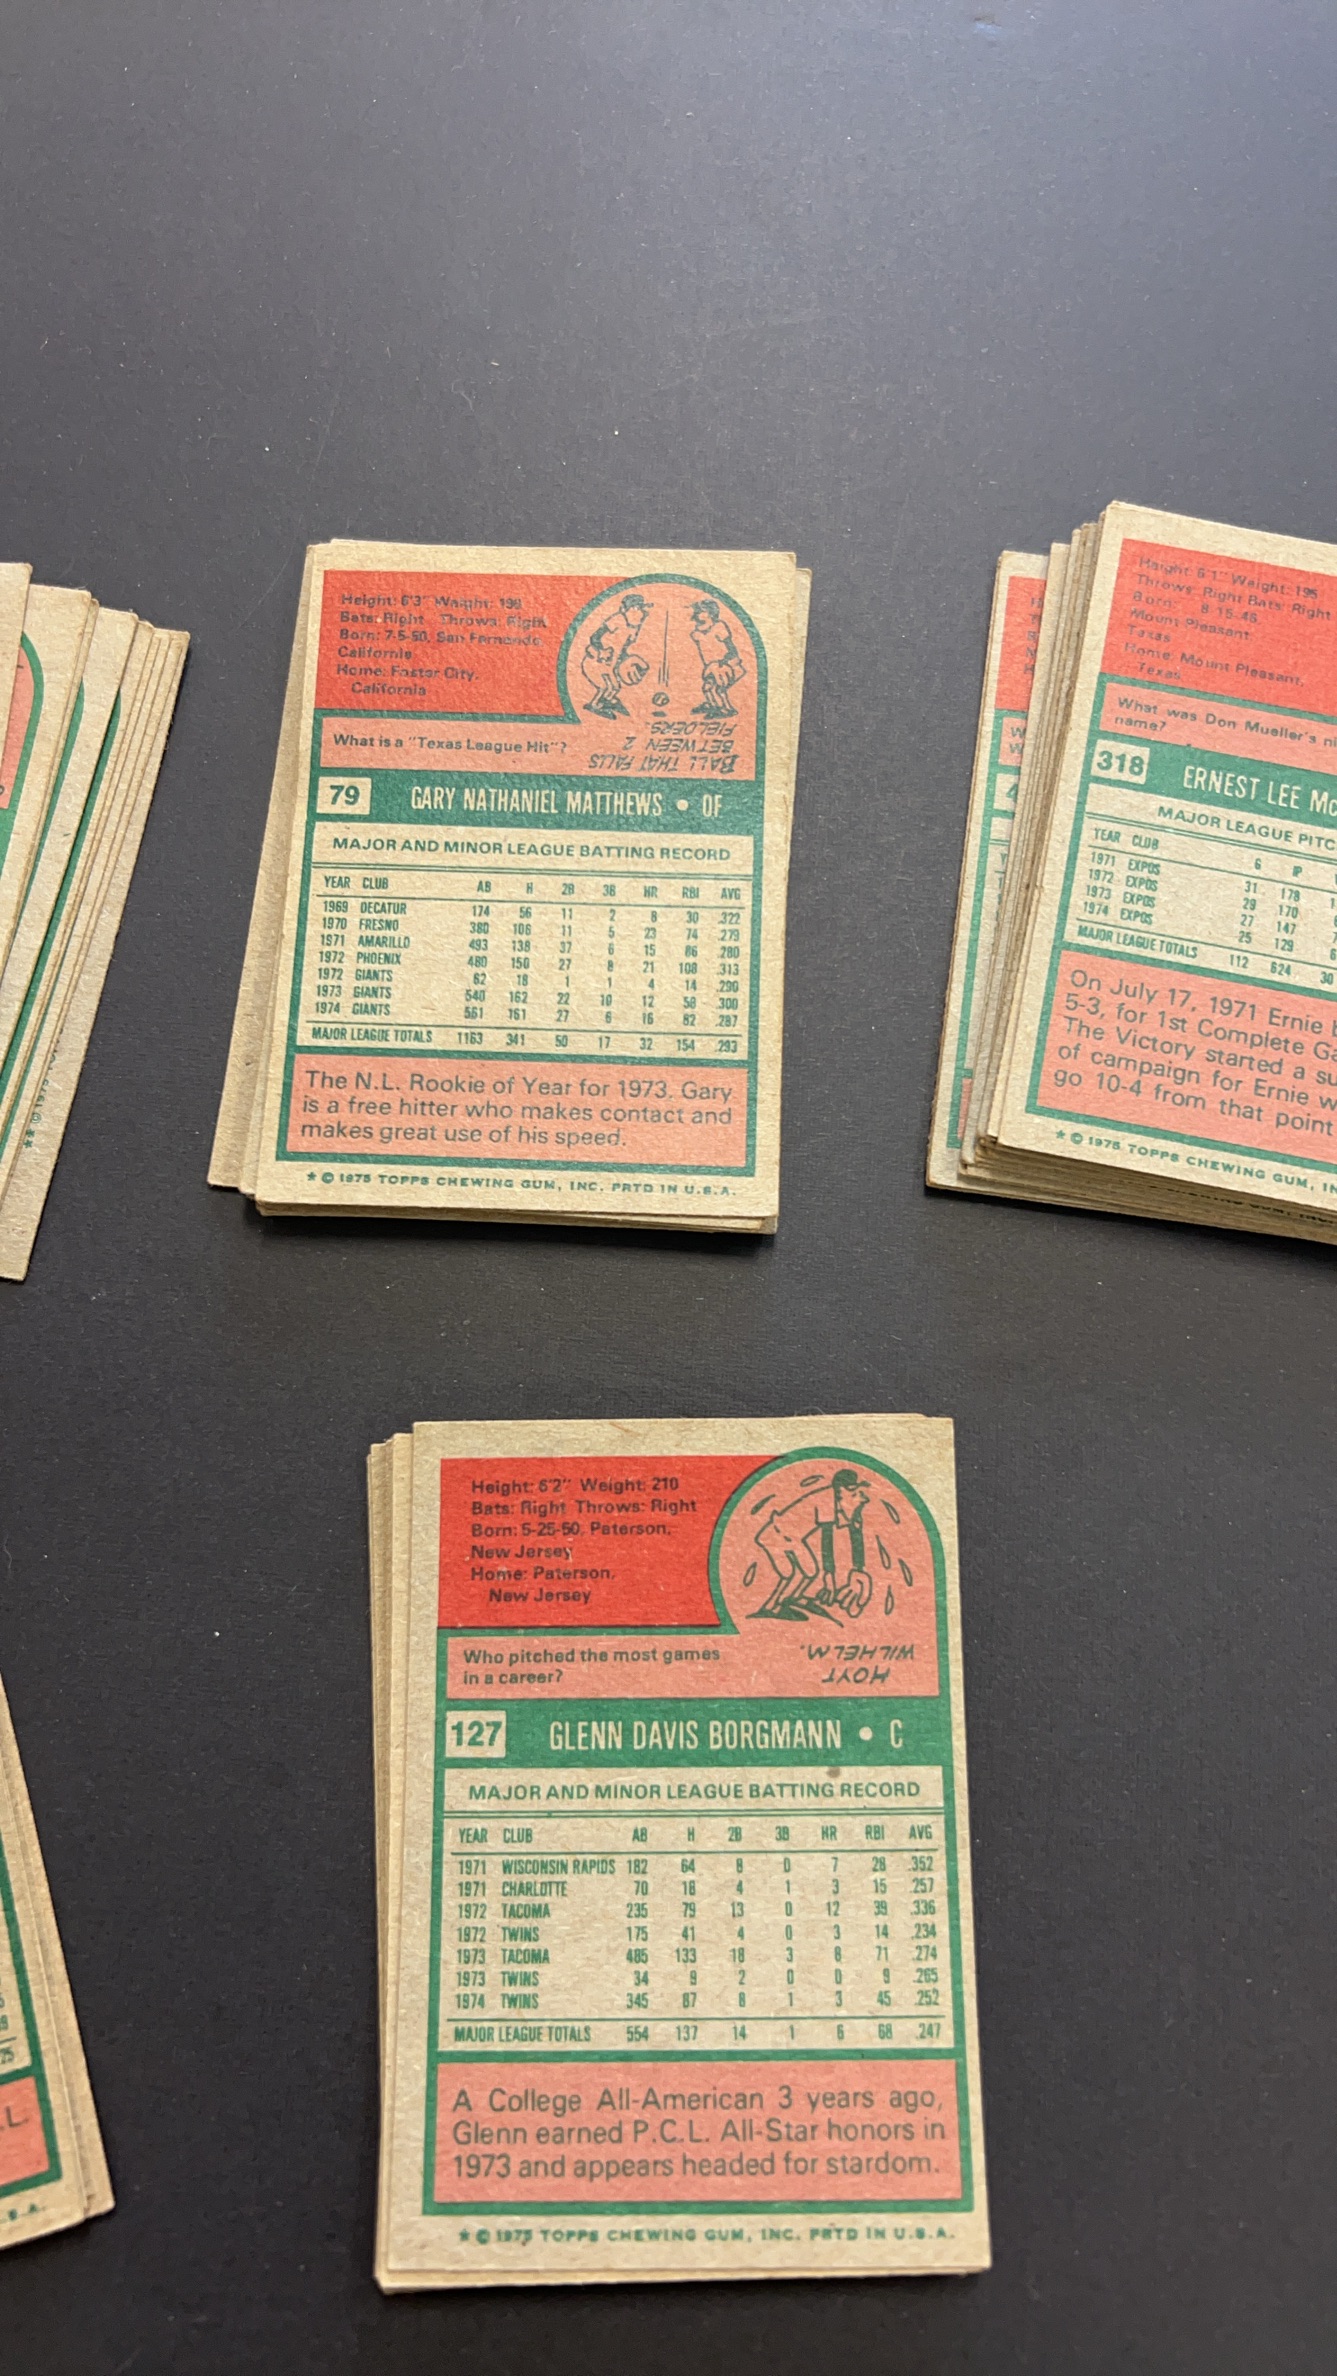 Height: 6'3" Weight: 190
Bats: Right Throws: Right
Born: 7-5-50, San Fernando,
California
Home: Foster City,
California
What is a "Texas League Hit"?
BALL THAT FALLS
BETWEEN 2
FIELDERS.
79 GARY NATHANIEL MATTHEWS • OF
MAJOR AND MINOR LEAGUE BATTING RECORD
YEAR CLUB AB H 2B 3B HR RBI AVG
1969 DECATUR 174 56 11 2 8 30 .322
1970 FRESNO 380 106 11 5 23 74 .279
1971 AMARILLO 493 138 37 6 15 86 .280
1972 PHOENIX 480 150 27 8 21 108 .313
1972 GIANTS 62 18 1 1 4 14 .290
1973 GIANTS 540 162 22 10 12 58 .300
1974 GIANTS 561 161 27 6 16 82 .287
MAJOR LEAGUE TOTALS 1163 341 50 17 32 154 .293
The N.L. Rookie of Year for 1973, Gary
is a free hitter who makes contact and
makes great use of his speed.
* © 1975 TOPPS CHEWING GUM, INC. PRTD IN U.S.A.
Height: 6'1" Weight: 195
Throws: Right Bats: Right
Born: 8-15-46
Mount Pleasant
Texas
Home: Mount Pleasant,
Texas
What was Don Mueller's
name?
318 ERNEST LEE
MAJOR LEAGUE
YEAR CLUB G IP
1971 EXPOS 31 178
1972 EXPOS 29 170
1973 EXPOS 27 147
1974 EXPOS 25 129
MAJOR LEAGUE TOTALS 112 624 30
On July 17, 1971 Ernie
5-3, for 1st Complete
The Victory started a
of campaign for Ernie
go 10-4 from that point
* © 1975 TOPPS CHEWING GUM,
Height: 6'2" Weight: 210
Bats: Right Throws: Right
Born: 5-25-50, Paterson,
New Jersey
Home: Paterson,
New Jersey
Who pitched the most games
in a career?
HOYT
WILHELM.
127 GLENN DAVIS BORGMANN • C
MAJOR AND MINOR LEAGUE BATTING RECORD
YEAR CLUB AB H 2B 3B HR RBI AVG
1971 WISCONSIN RAPIDS 182 64 8 0 7 28 .352
1971 CHARLOTTE 70 18 4 1 3 15 .257
1972 TACOMA 235 79 13 0 12 39 .336
1972 TWINS 175 41 4 0 3 14 .234
1973 TACOMA 485 133 18 3 8 71 .274
1973 TWINS 34 9 2 0 0 9 .265
1974 TWINS 345 87 8 1 3 45 .252
MAJOR LEAGUE TOTALS 554 137 14 1 6 68 .247
A College All-American 3 years ago,
Glenn earned P.C.L. All-Star honors in
1973 and appears headed for stardom.
* © 1975 TOPPS CHEWING GUM, INC. PRTD IN U.S.A.